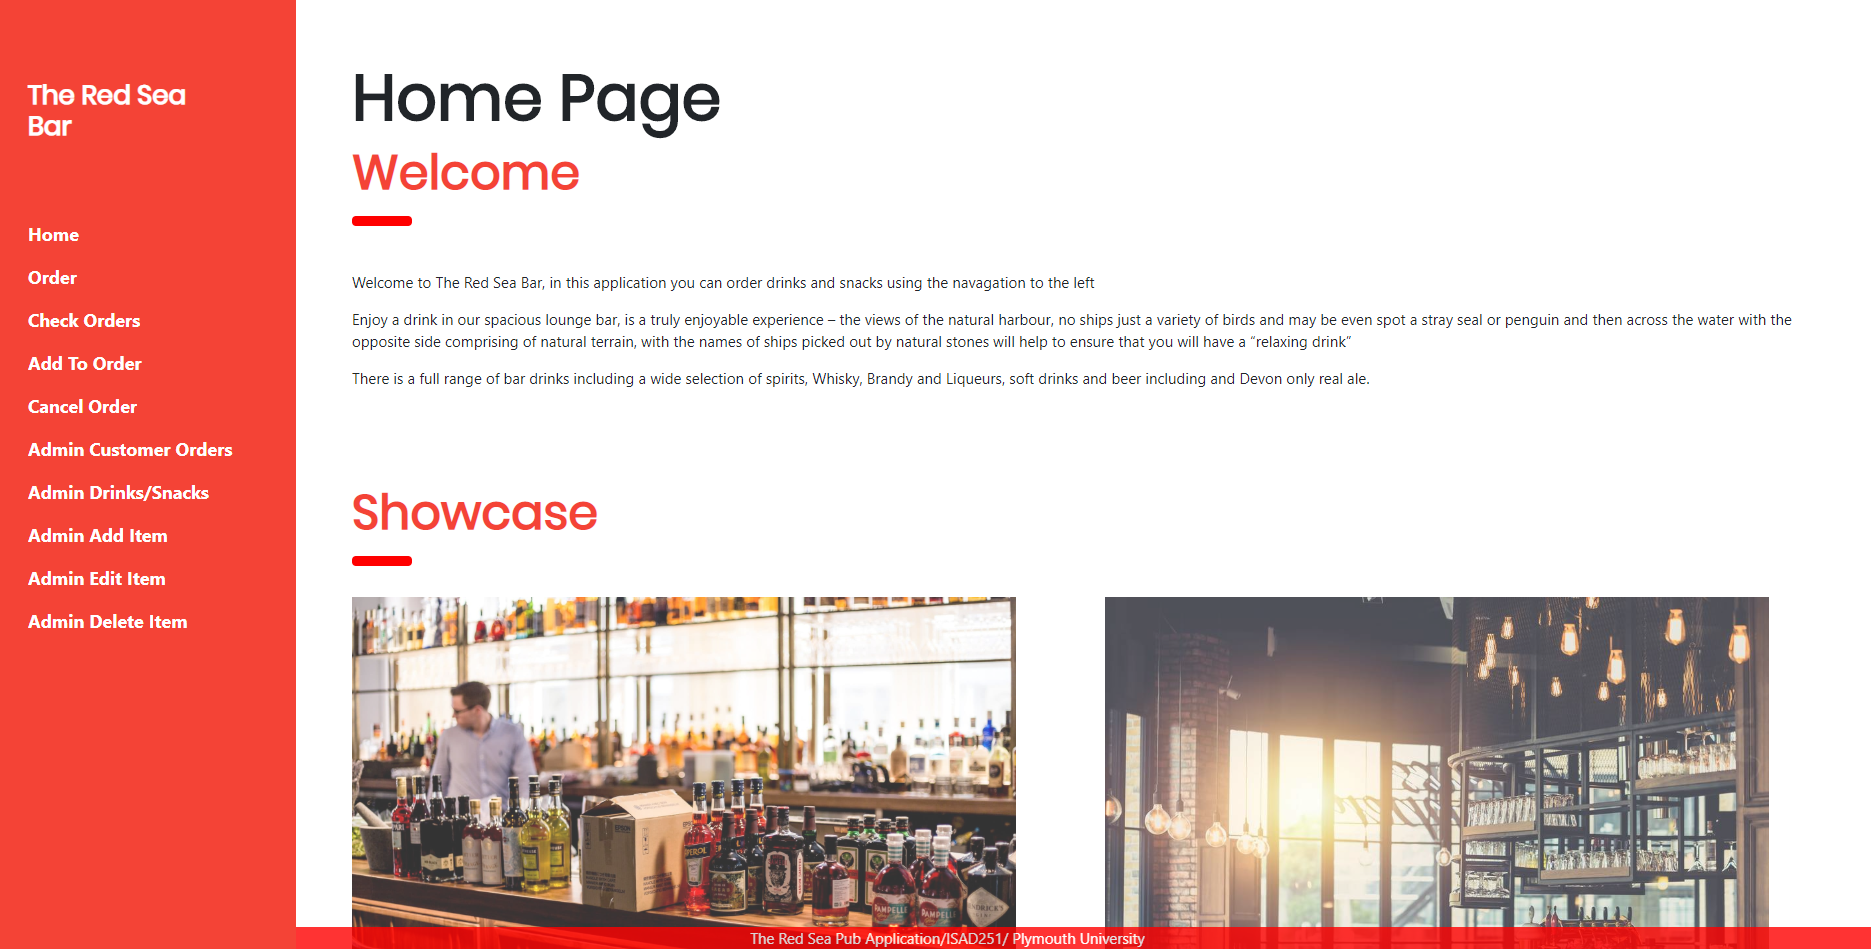 The Red Sea
Bar
Home
Order
Check Orders
Add To Order
Cancel Order
Admin Customer Orders
Admin Drinks/Snacks
Admin Add Item
Admin Edit Item
Admin Delete Item
Home Page
Welcome
Welcome to The Red Sea Bar, in this application you can order drinks and snacks using the navagation to the left
Enjoy a drink in our spacious lounge bar, is a truly enjoyable experience – the views of the natural harbour, no ships just a variety of birds and may be even spot a stray seal or penguin and then across the water with the
opposite side comprising of natural terrain, with the names of ships picked out by natural stones will help to ensure that you will have a “relaxing drink”
There is a full range of bar drinks including a wide selection of spirits, Whisky, Brandy and Liqueurs, soft drinks and beer including and Devon only real ale.
Showcase
PAMPELLE
PAMPELLE
The Red Sea Pub Application/ISAD251/ Plymouth University